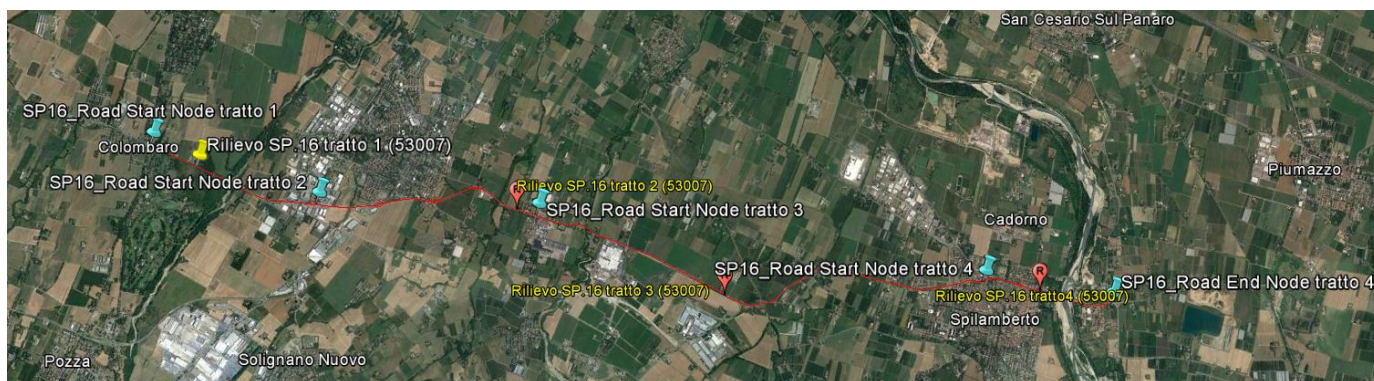 San Cesario Sul Panaro
SP16_Road Start Node tratto 1
Colombaro
Rilievo SP.16 tratto 1 (53007)
SP16_Road Start Node tratto 2
Rilievo SP.16 tratto 2 (53007)
R
SP16_Road Start Node tratto 3
Piumazzo
Cadorno
SP16_Road Start Node tratto 4
R
SP16_Road End Node tratto 4
Rilievo SP.16 tratto 3 (53007)
Rilievo SP.16 tratto4 (53007)
Spilamberto
Pozza
Solignano Nuovo